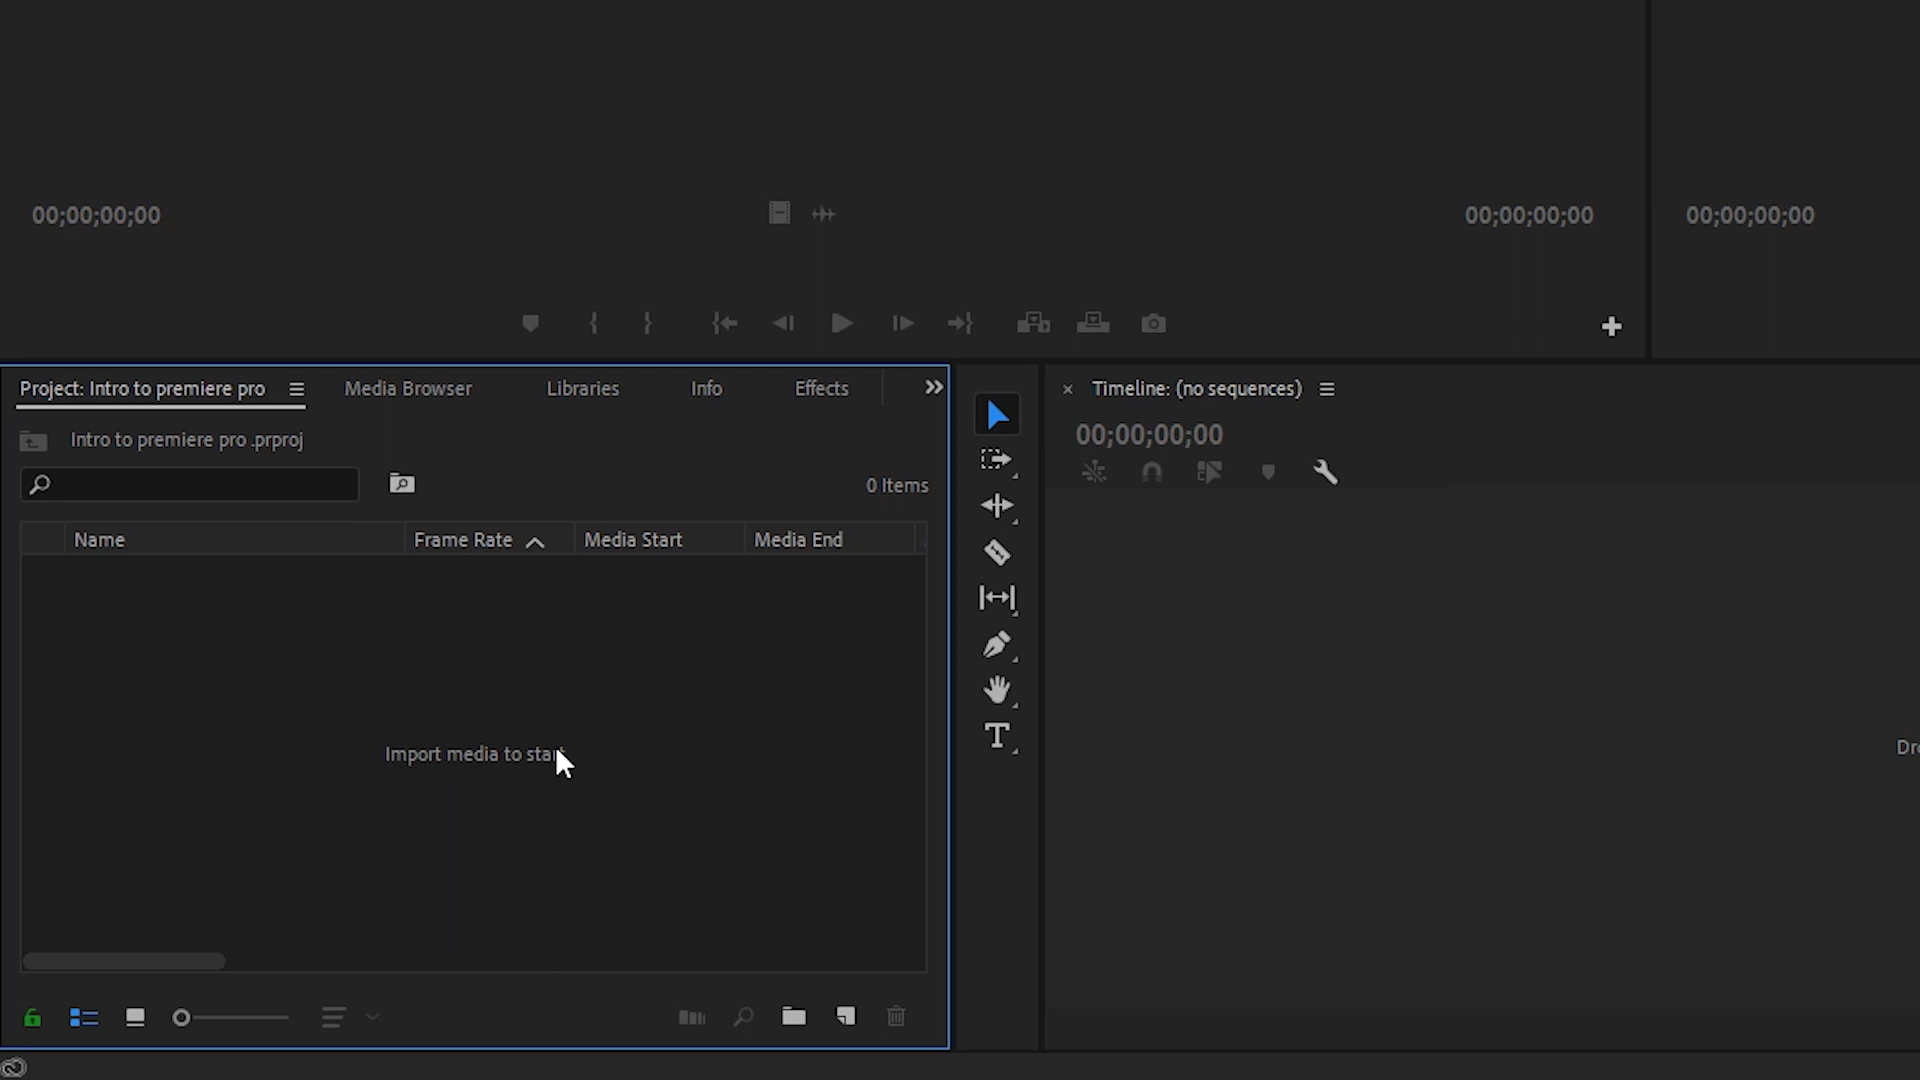 00;00;00;00
00;00;00;00
00;00;00;00
Project: Intro to premiere pro
Media Browser
Libraries
Info
Effects
Intro to premiere pro .prproj
0 Items
Name
Frame Rate
Media Start
Media End
Import media to start
Timeline: (no sequences)
00;00;00;00